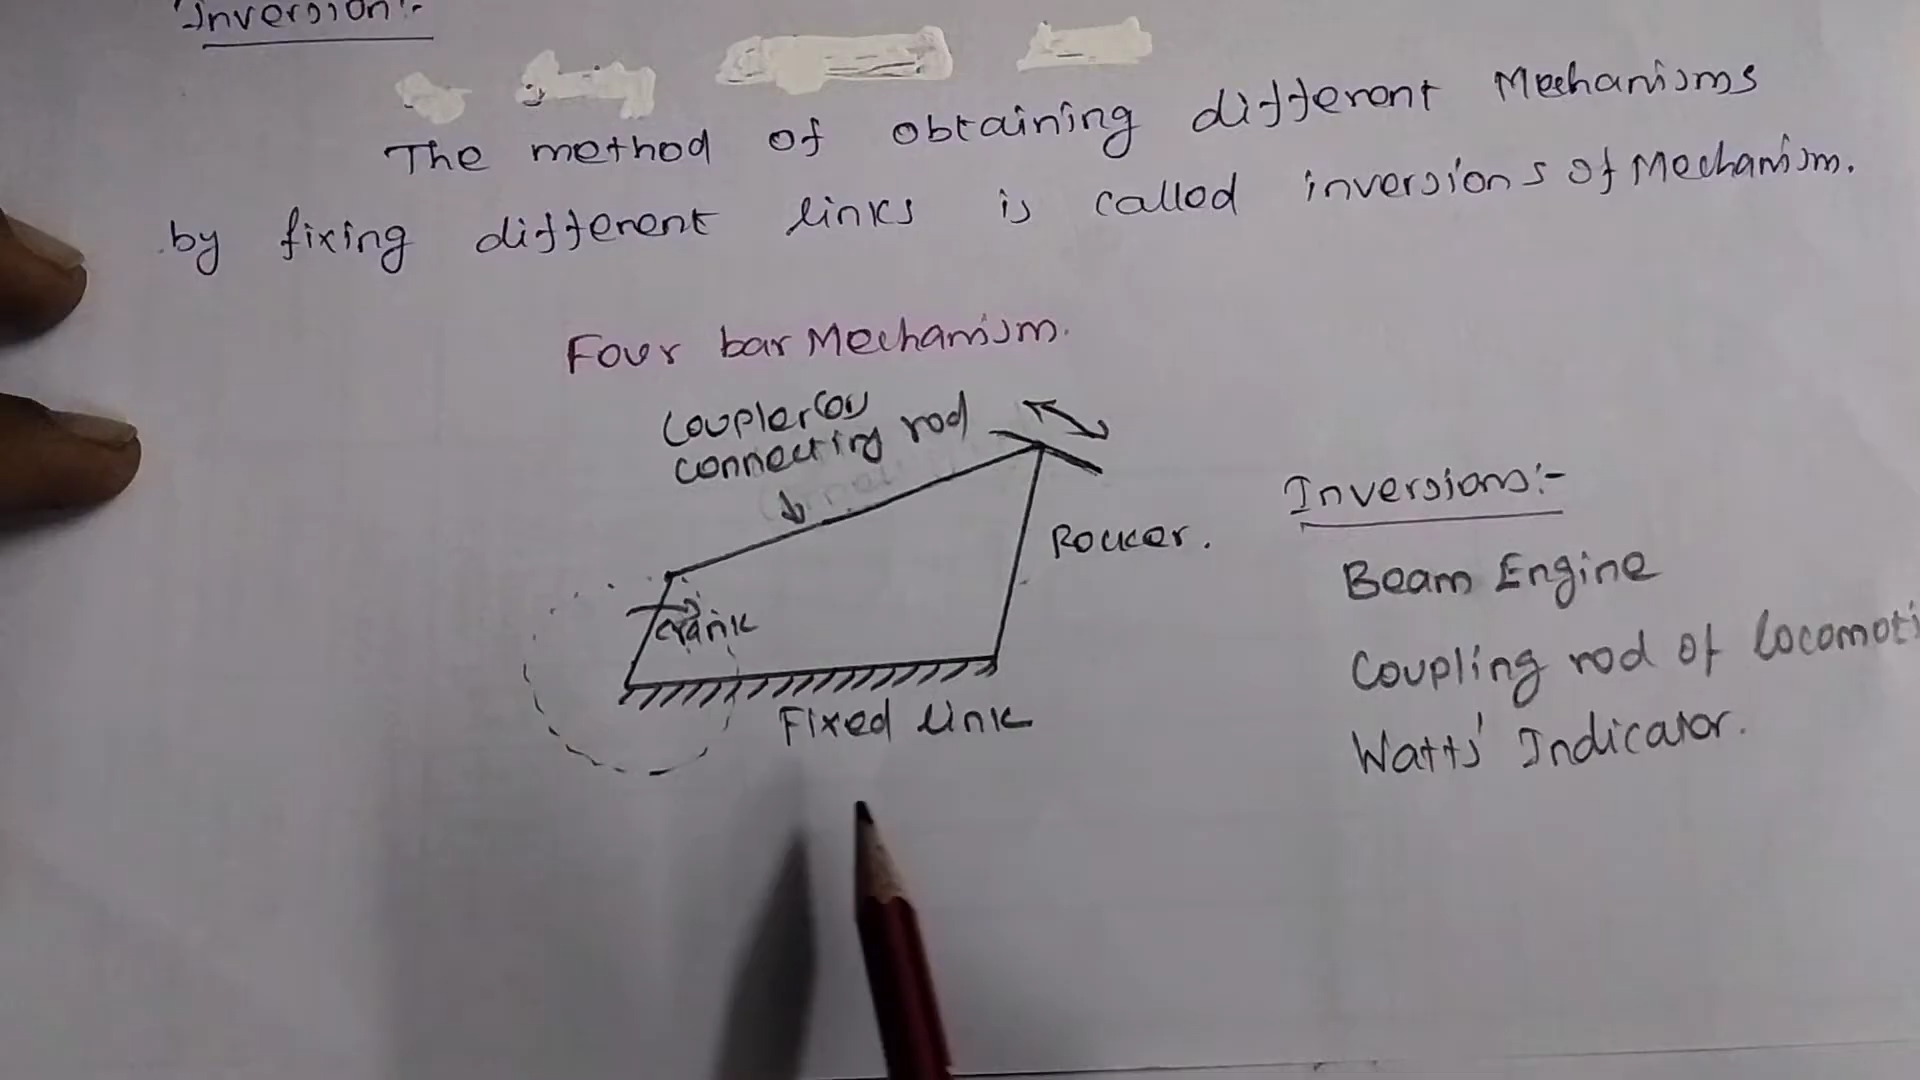 Inversion:-
The method of obtaining different Mechanisms
by fixing different links is called inversions of Mechanism.
Four bar Mechanism.
Coupler (or)
connecting rod
Rocker.
Crank
Fixed link
Inversions:-
Beam Engine
Coupling rod of locomoti
Watts' Indicator.